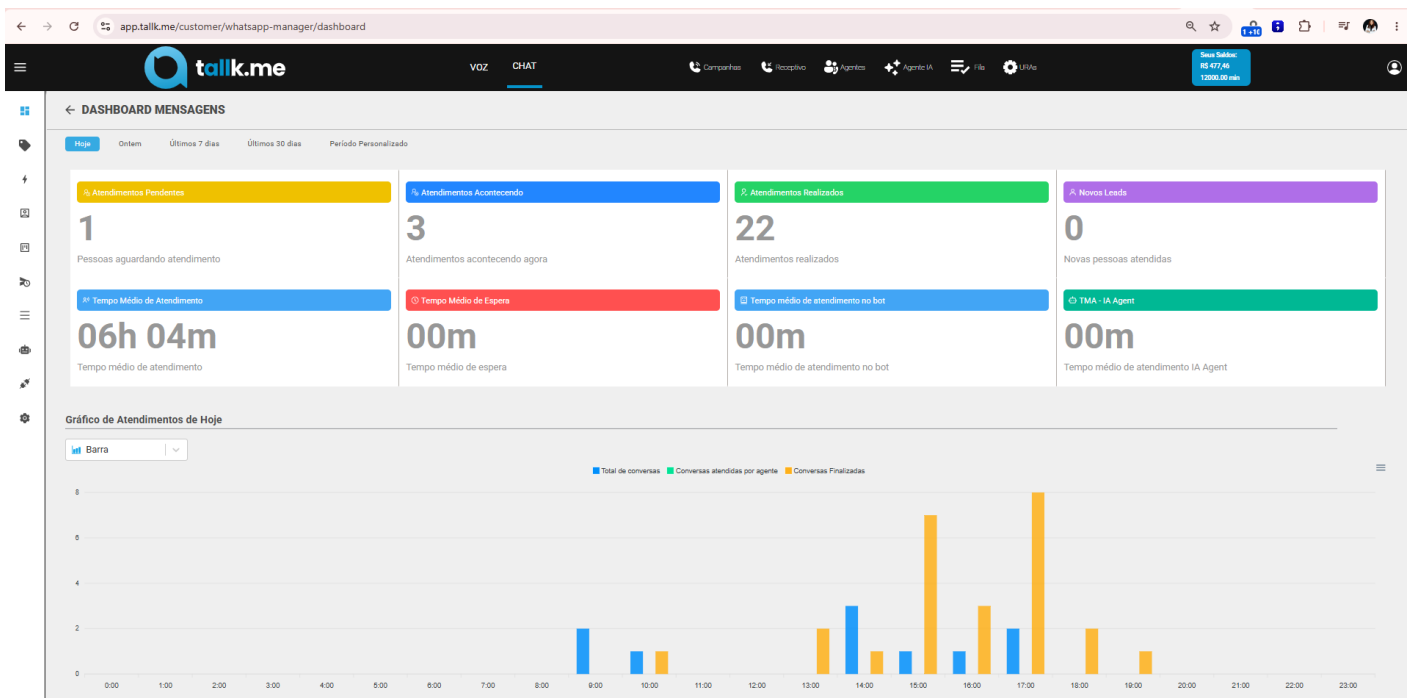 app.tallk.me/customer/whatsapp-manager/dashboard
1 +10
tallk.me
VOZ CHAT
Campanhas Receptivo Agentes Agente IA Fila URAs
Seus Saldos:
R$ 477,46
12000.00 min
DASHBOARD MENSAGENS
Hoje Ontem Últimos 7 dias Últimos 30 dias Período Personalizado
Atendimentos Pendentes Atendimentos Acontecendo Atendimentos Realizados Novos Leads
1 3 22 0
Pessoas aguardando atendimento Atendimentos acontecendo agora Atendimentos realizados Novas pessoas atendidas
Tempo Médio de Atendimento Tempo Médio de Espera Tempo médio de atendimento no bot TMA - IA Agent
06h 04m 00m 00m 00m
Tempo médio de atendimento Tempo médio de espera Tempo médio de atendimento no bot Tempo médio de atendimento IA Agent
Gráfico de Atendimentos de Hoje
Barra
Total de conversas Conversas atendidas por agente Conversas Finalizadas
8
6
4
2
0
0:00 1:00 2:00 3:00 4:00 5:00 6:00 7:00 8:00 9:00 10:00 11:00 12:00 13:00 14:00 15:00 16:00 17:00 18:00 19:00 20:00 21:00 22:00 23:00